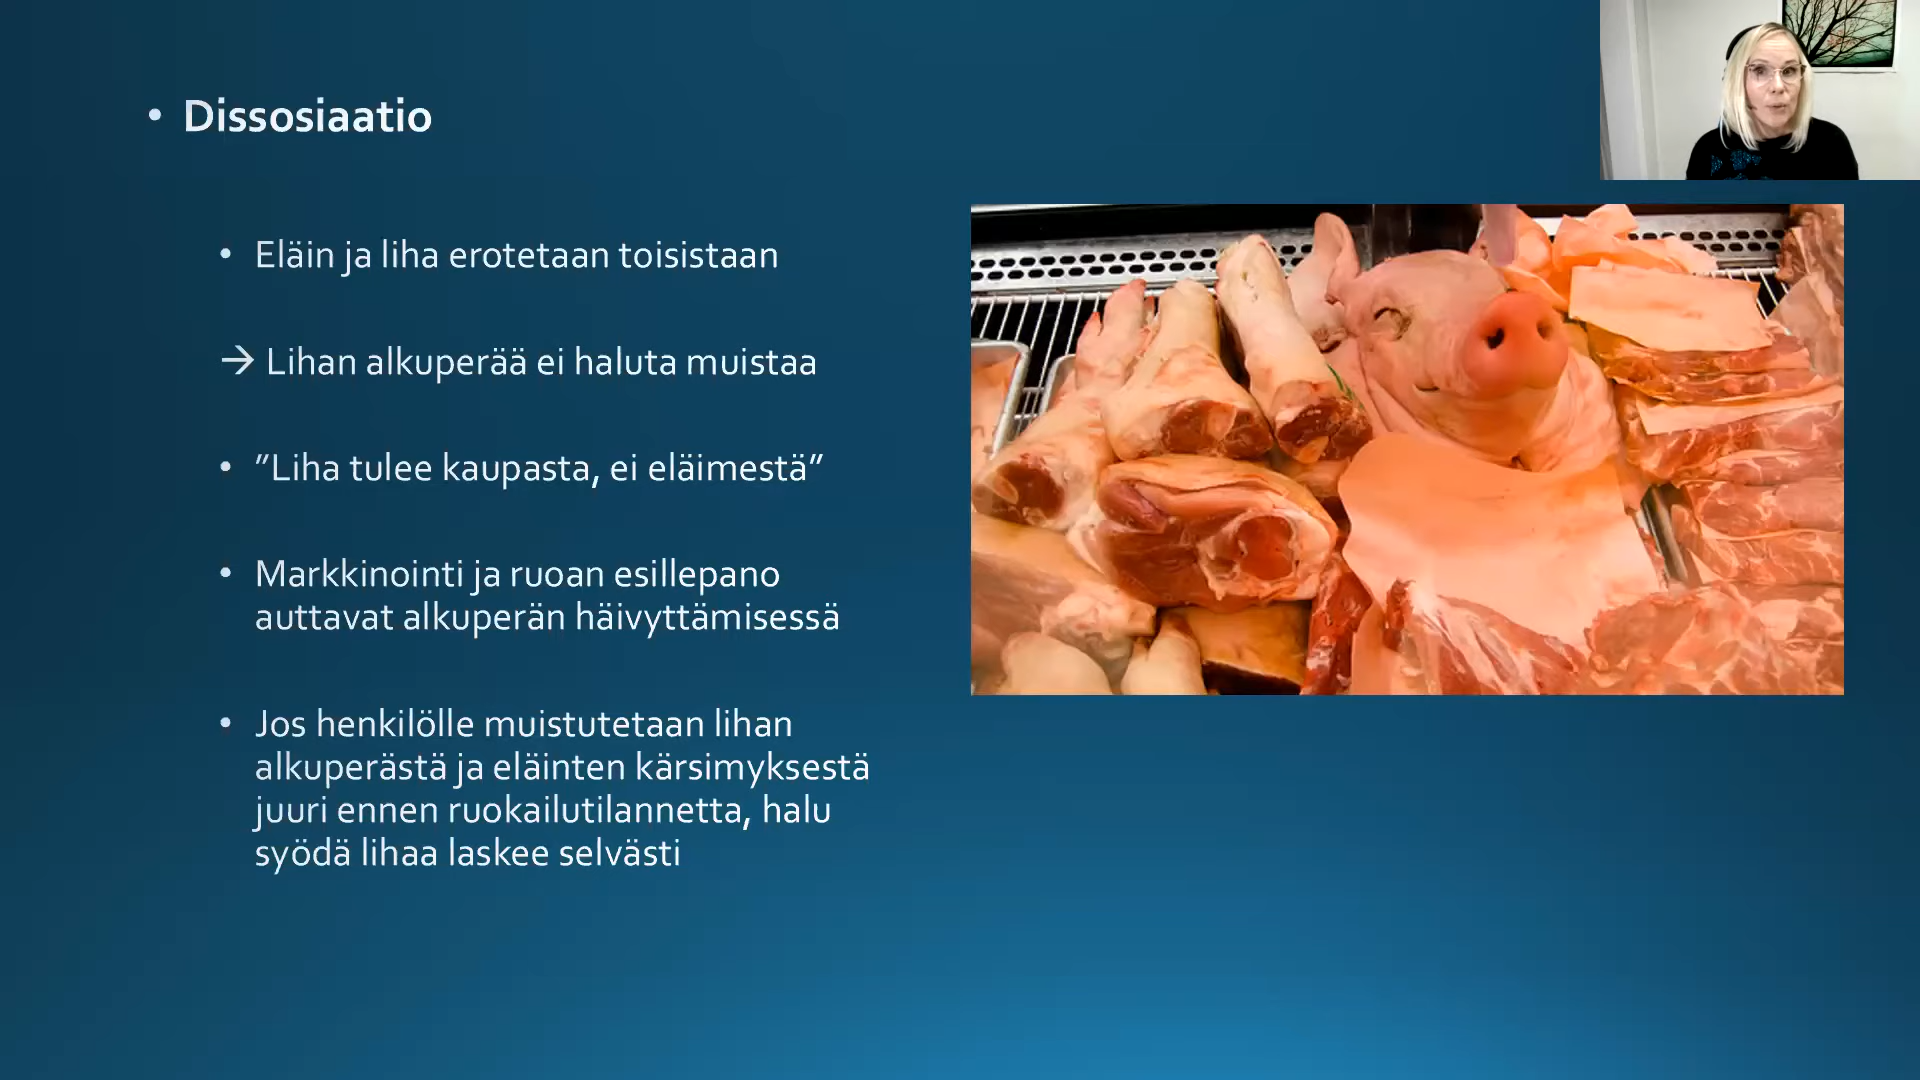 • Dissosiaatio
• Eläin ja liha erotetaan toisistaan
→ Lihan alkuperää ei haluta muistaa
• ”Liha tulee kaupasta, ei eläimestä”
• Markkinointi ja ruoan esillepano
auttavat alkuperän häivyttämisessä
• Jos henkilölle muistutetaan lihan
alkuperästä ja eläinten kärsimyksestä
juuri ennen ruokailutilannetta, halu
syödä lihaa laskee selvästi